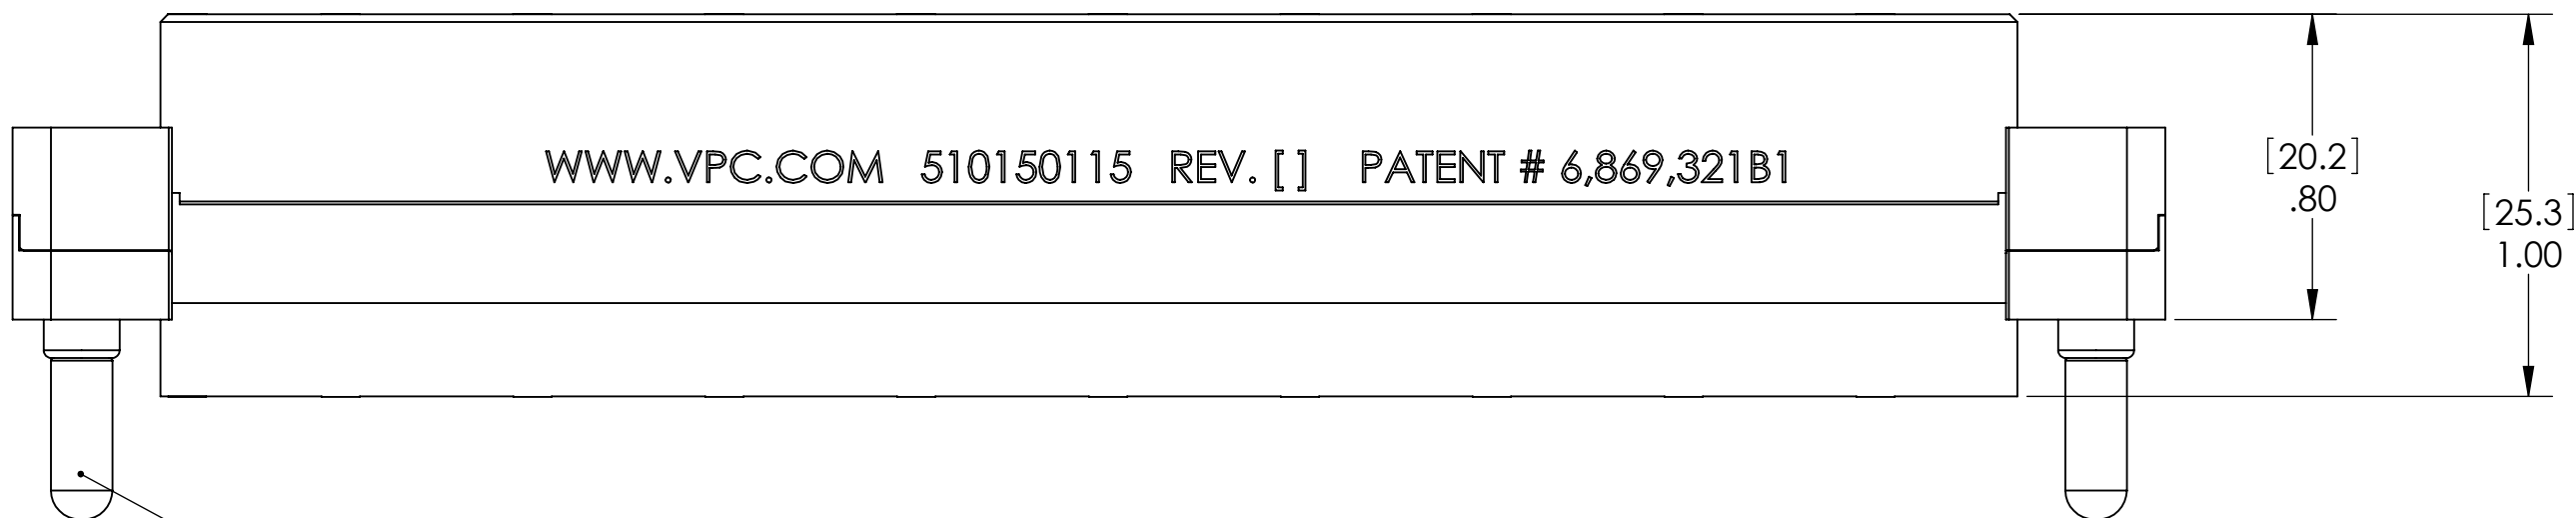 WWW.VPC.COM 510150115 REV. [ ] PATENT # 6,869,321B1
[20.2]
.80
[25.3]
1.00